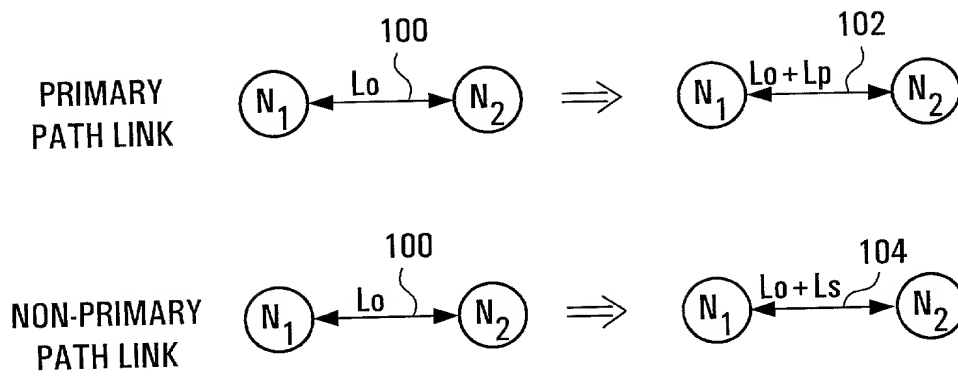 100
102
PRIMARY
PATH LINK
N1
Lo
N2
Lo + Lp
N1
N2
100
104
NON-PRIMARY
PATH LINK
N1
Lo
N2
Lo + Ls
N1
N2